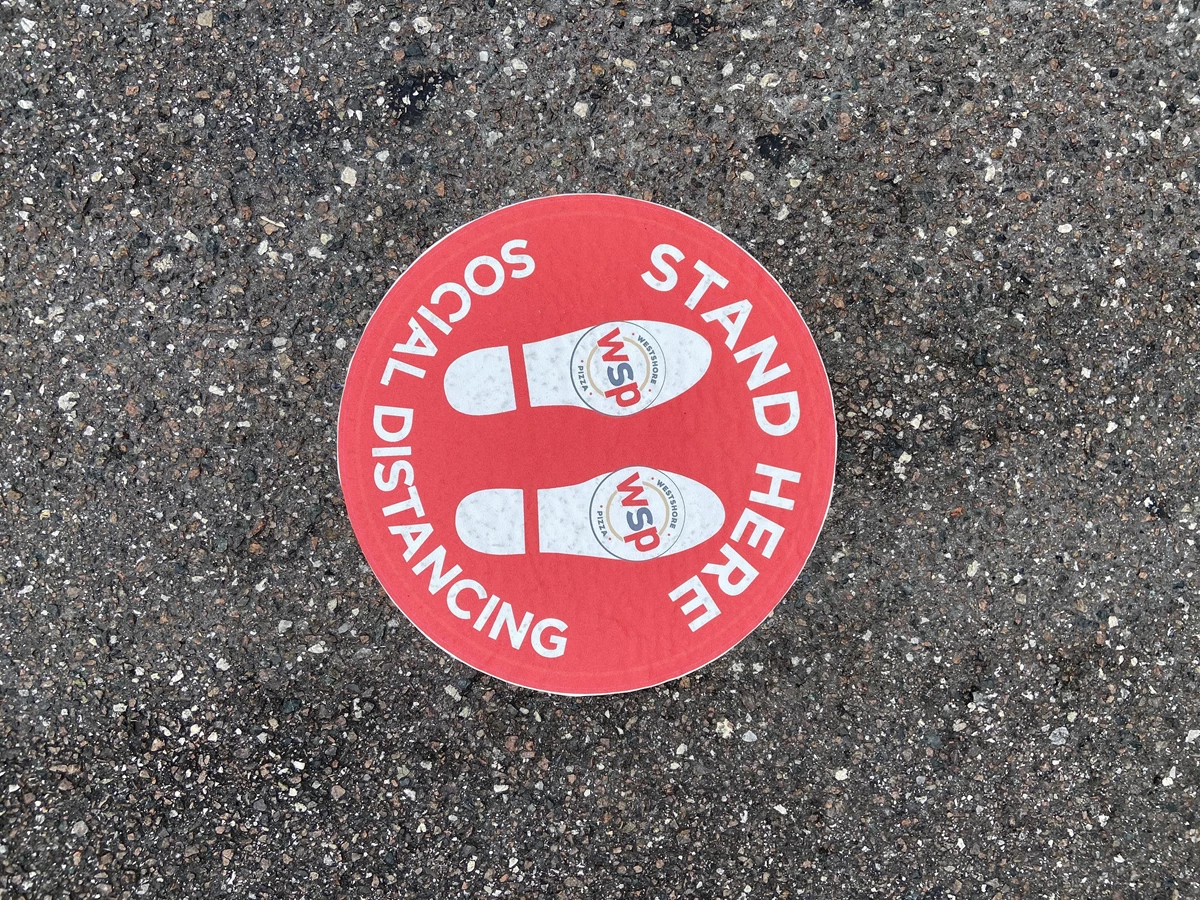 STAND HERE
WESTSHORE
wsp
PIZZA
WESTSHORE
wsp
PIZZA
SOCIAL DISTANCING